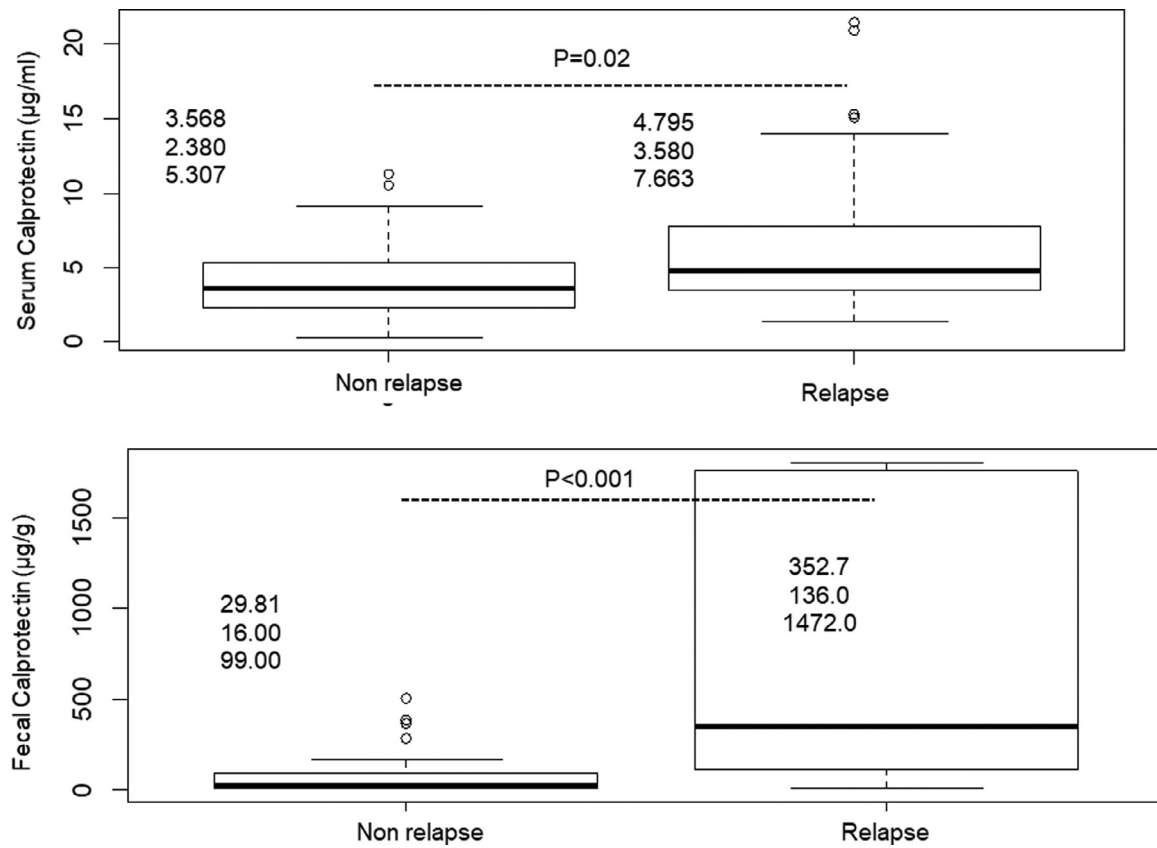 Serum Calprotectin (µg/ml)
20
15
10
5
0
P=0.02
3.568
2.380
5.307
4.795
3.580
7.663
Non relapse
Relapse
Fecal Calprotectin (µg/g)
1500
1000
500
0
P<0.001
29.81
16.00
99.00
352.7
136.0
1472.0
Non relapse
Relapse